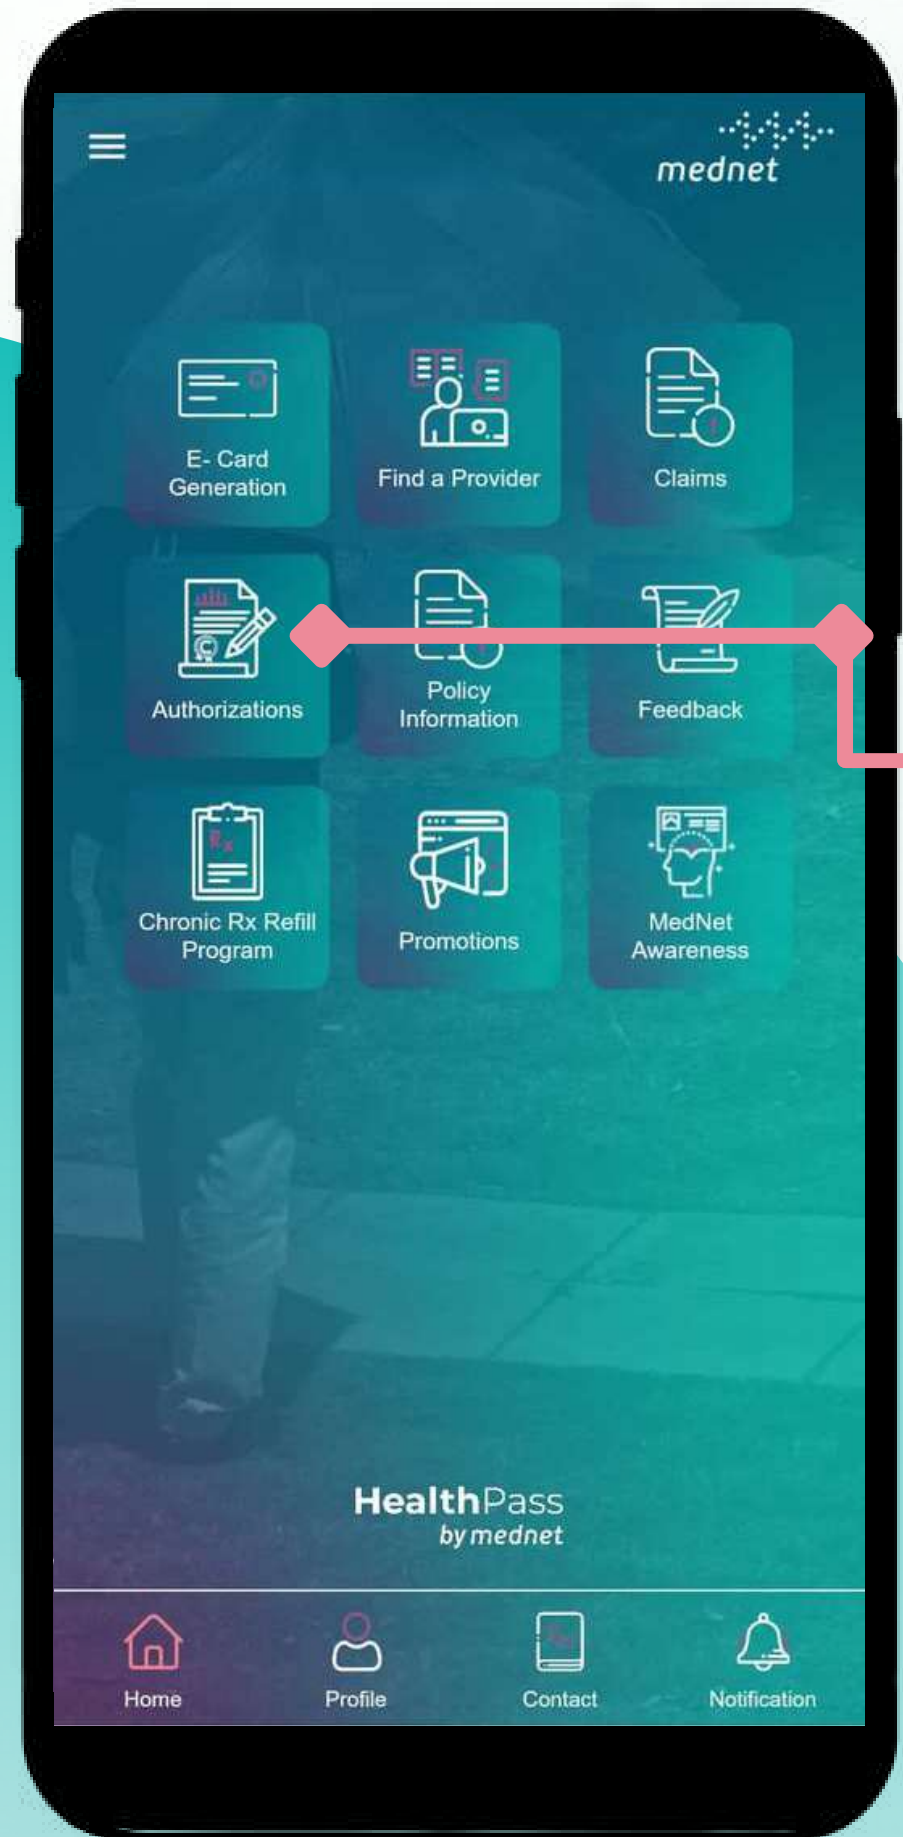 mednet
E- Card
Generation
Find a Provider
Claims
Authorizations
Policy
Information
Feedback
Chronic Rx Refill
Program
Promotions
MedNet
Awareness
HealthPass
by mednet
Home
Profile
Contact
Notification